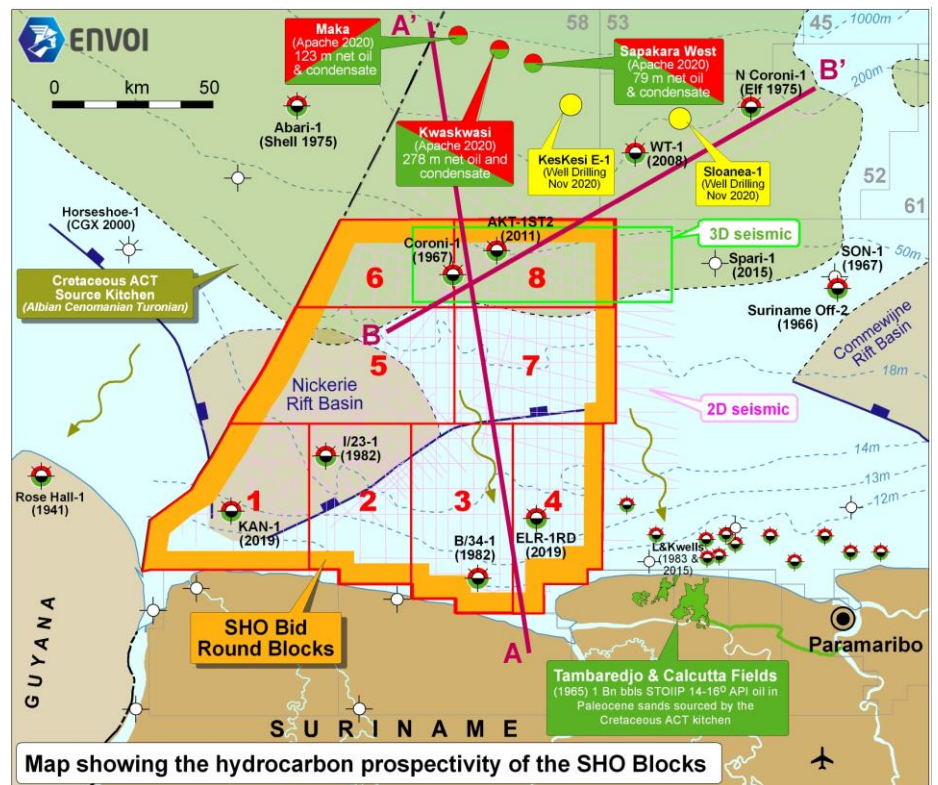 ENVOI
0 km 50
Maka
(Apache 2020)
123 m net oil
& condensate
A'
58 53
45
1000m
Sapakara West
(Apache 2020)
79 m net oil
& condensate
N Coroni-1
(Elf 1975)
B'
200m
Abari-1
(Shell 1975)
Kwaskwasi
(Apache 2020)
278 m net oil and
condensate
KesKesi E-1
(Well Drilling
Nov 2020)
WT-1
(2008)
Sloanea-1
(Well Drilling
Nov 2020)
52
61
Horseshoe-1
(CGX 2000)
Cretaceous ACT
Source Kitchen
(Albian Cenomanian Turonian)
Coroni-1
(1967)
AKT-1ST2
(2011)
3D seismic
50m
6
8
Spari-1
(2015)
SON-1
(1967)
Suriname Off-2
(1966)
Commewijne
Rift Basin
B
5
7
Nickerie
Rift Basin
18m
2D seismic
I/23-1
(1982)
14m
13m
12m
Rose Hall-1
(1941)
1
2
3
4
KAN-1
(2019)
B/34-1
(1982)
ELR-1RD
(2019)
L&Kwells
(1983 &
2015)
SHO Bid
Round Blocks
A
Paramaribo
GUYANA
Tambaredjo & Calcutta Fields
(1965) 1 Bn bbls STOIIP 14-16º API oil in
Paleocene sands sourced by the
Cretaceous ACT kitchen
SURINAME
Map showing the hydrocarbon prospectivity of the SHO Blocks